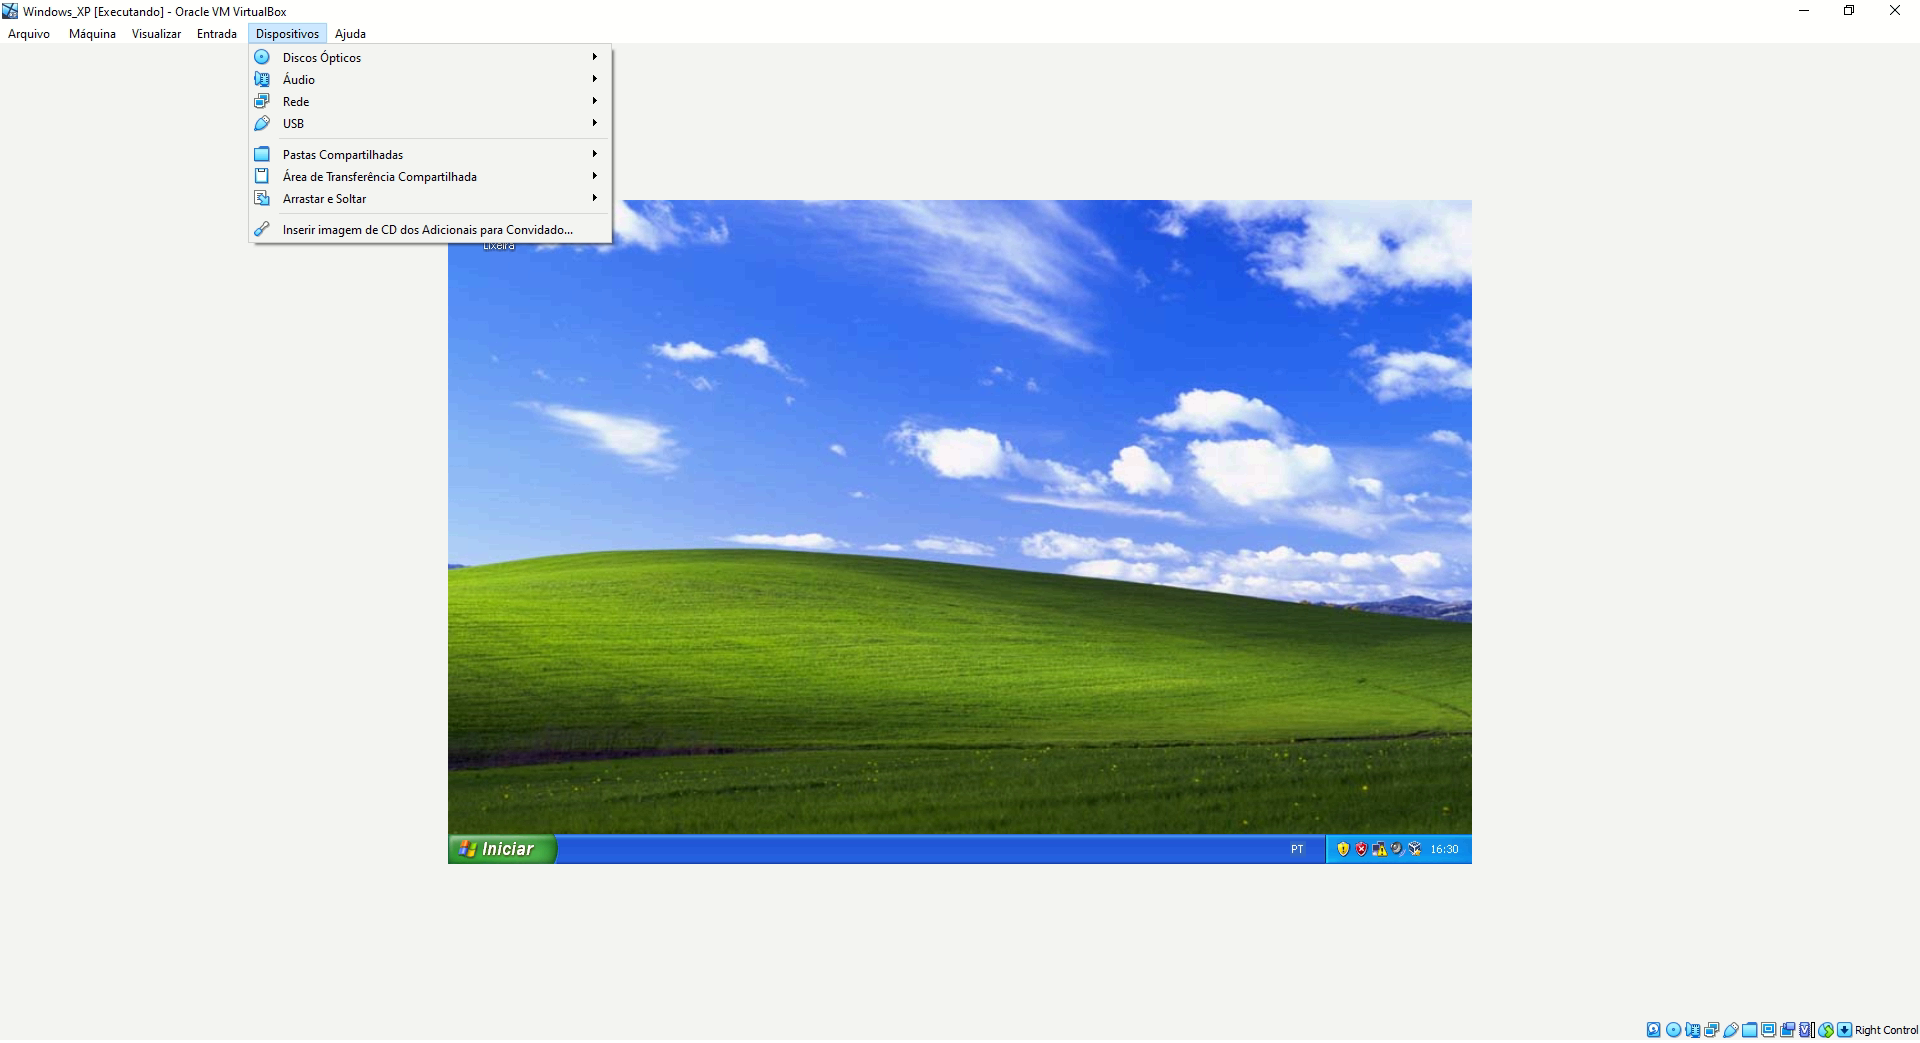 Windows_XP [Executando] - Oracle VM VirtualBox
Arquivo Máquina Visualizar Entrada Dispositivos Ajuda
Discos Ópticos
Áudio
Rede
USB
Pastas Compartilhadas
Área de Transferência Compartilhada
Arrastar e Soltar
Inserir imagem de CD dos Adicionais para Convidado...
Lixeira
Iniciar PT 16:30
Right Control